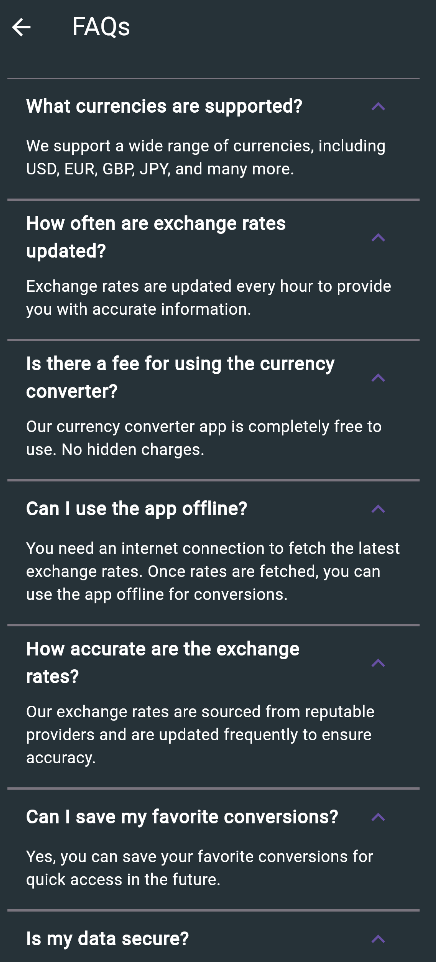 FAQs
What currencies are supported?
We support a wide range of currencies, including
USD, EUR, GBP, JPY, and many more.
How often are exchange rates
updated?
Exchange rates are updated every hour to provide
you with accurate information.
Is there a fee for using the currency
converter?
Our currency converter app is completely free to
use. No hidden charges.
Can I use the app offline?
You need an internet connection to fetch the latest
exchange rates. Once rates are fetched, you can
use the app offline for conversions.
How accurate are the exchange
rates?
Our exchange rates are sourced from reputable
providers and are updated frequently to ensure
accuracy.
Can I save my favorite conversions?
Yes, you can save your favorite conversions for
quick access in the future.
Is my data secure?